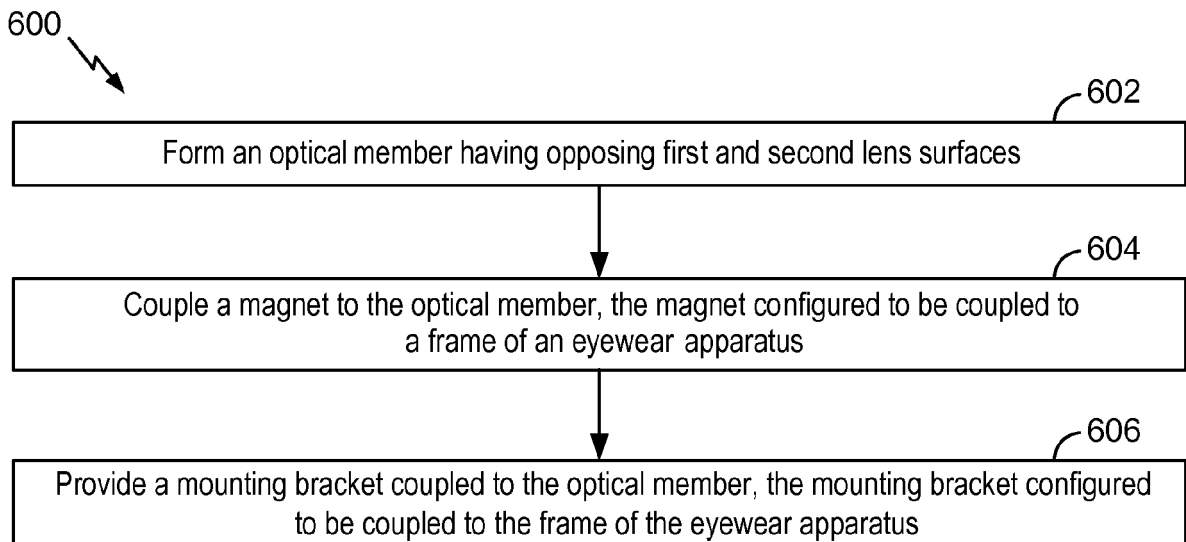 600
602
Form an optical member having opposing first and second lens surfaces
604
Couple a magnet to the optical member, the magnet configured to be coupled to
a frame of an eyewear apparatus
606
Provide a mounting bracket coupled to the optical member, the mounting bracket configured
to be coupled to the frame of the eyewear apparatus